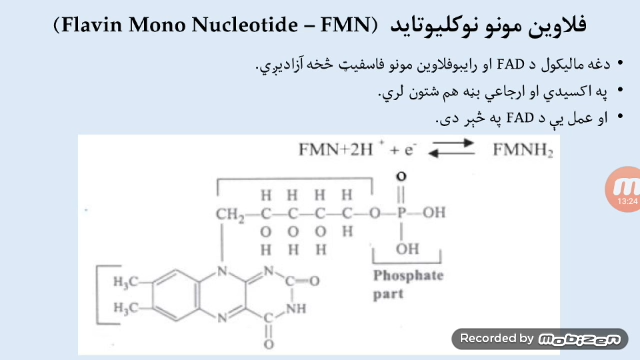 فلاوین مونو نوکلیوتاید (Flavin Mono Nucleotide – FMN)
• دغه مالیکول د FAD او رایبوفلاوین مونو فاسفیټ څخه آزادیږي.
• په اکسیدي او ارجاعي بڼه هم شتون لري.
• او عمل یې د FAD په څېر دی.
FMN+2H + + e- ⇌ FMNH2
O
H H H H
CH2–C–C–C–C–O–P–OH
O O O H
H H H OH
Phosphate
part
H3C N N C=O
H3C N NH
C
O
13:24
Recorded by mobizen